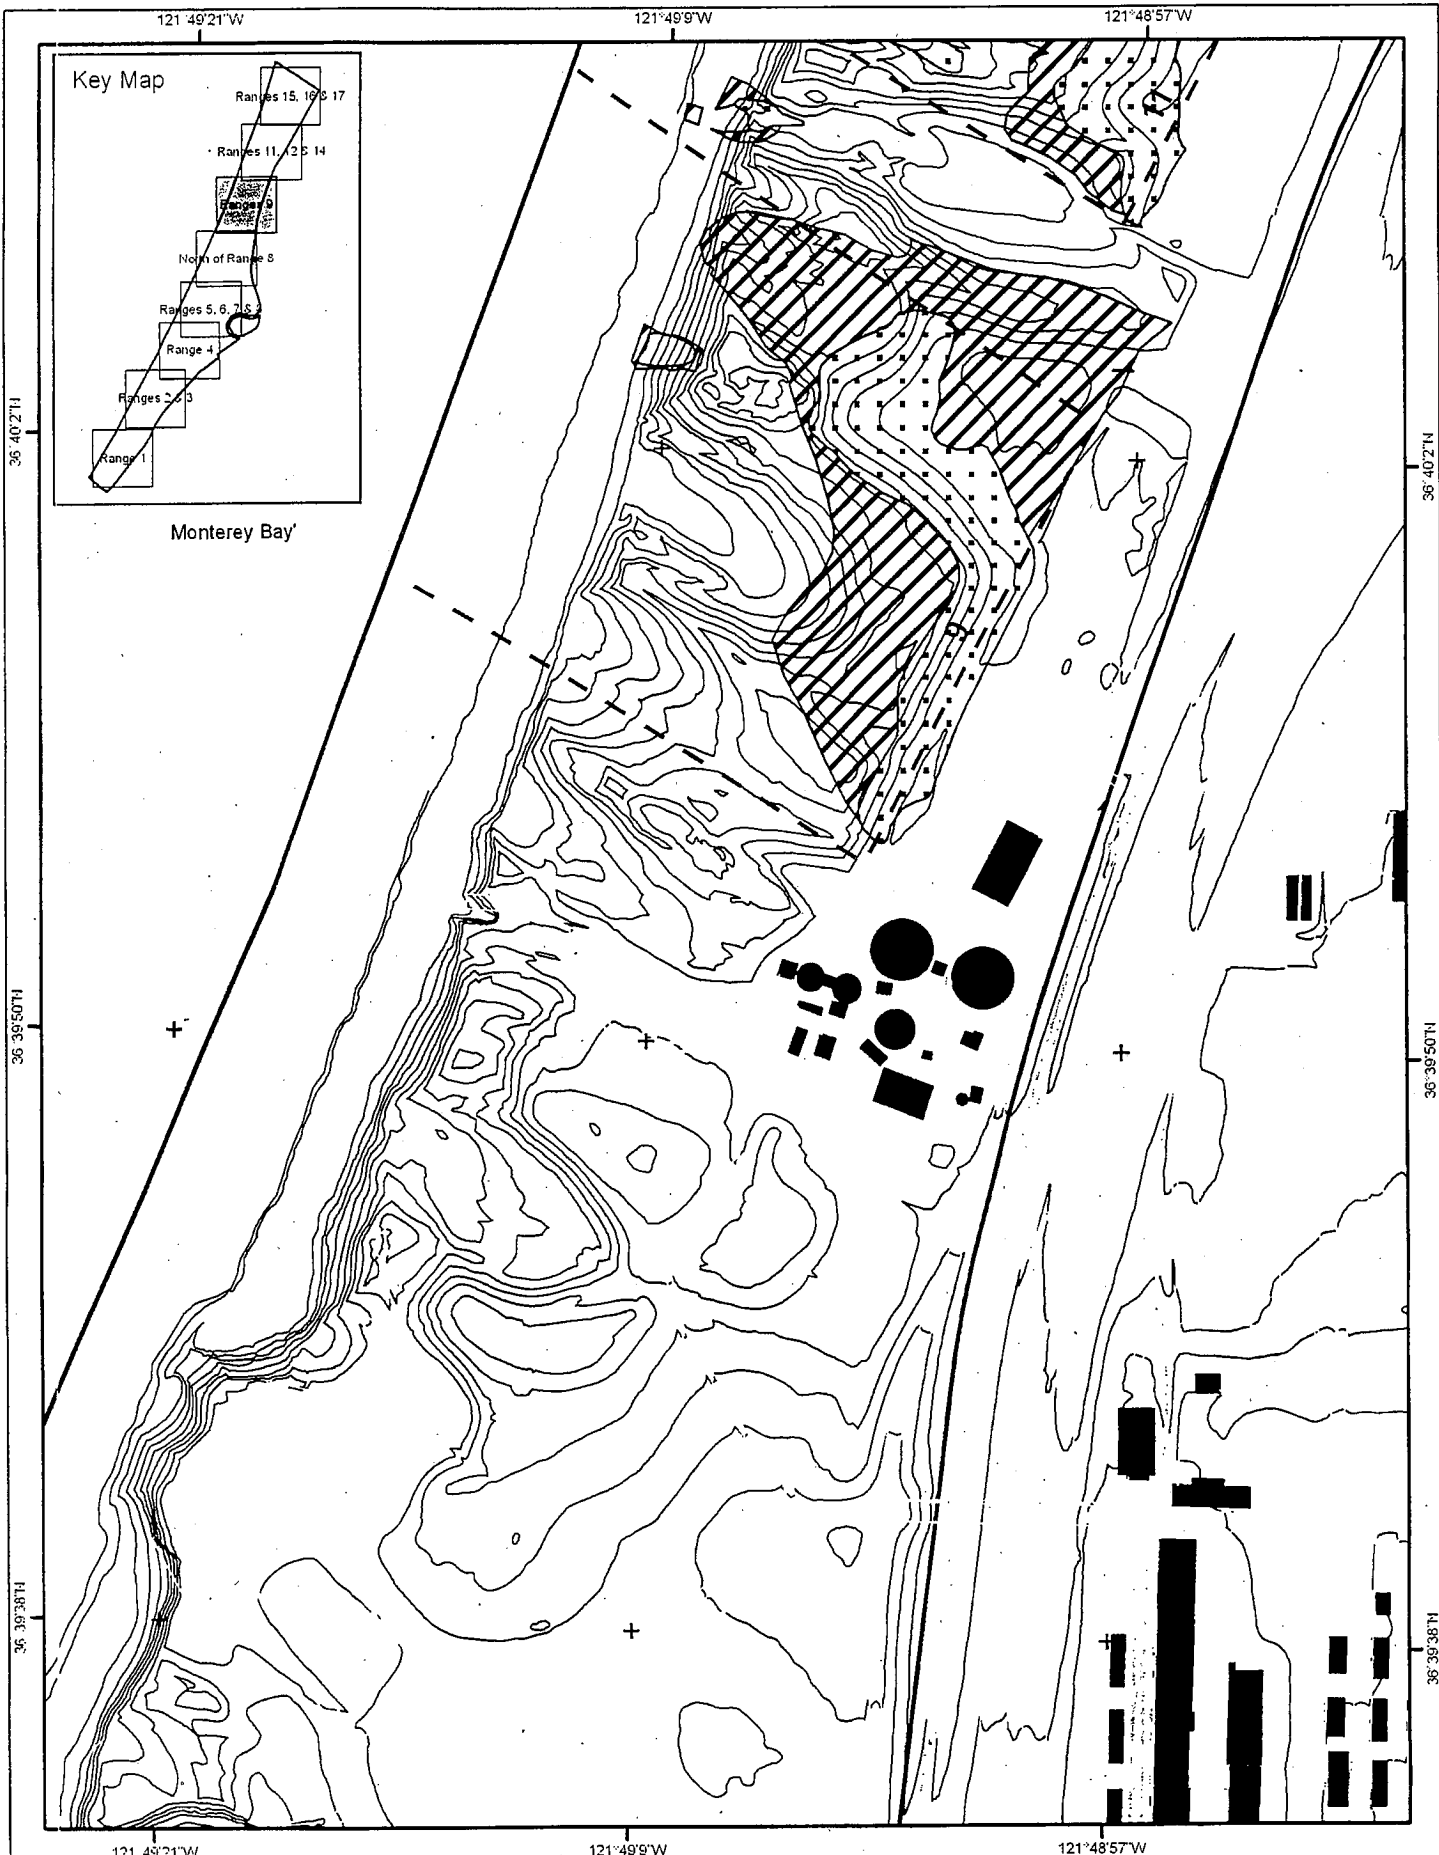 121°49'21"W 121°49'9"W 121°48'57"W
Key Map
Ranges 15, 16 & 17
Ranges 11, 12 & 14
Ranges 9
North of Range 8
Ranges 5, 6, 7 & 8
Range 4
Ranges 2 & 3
Range 1
Monterey Bay
11
9
36°40'2"N 36°40'2"N
36°39'50"N 36°39'50"N
36°39'38"N 36°39'38"N
121°49'21"W 121°49'9"W 121°48'57"W